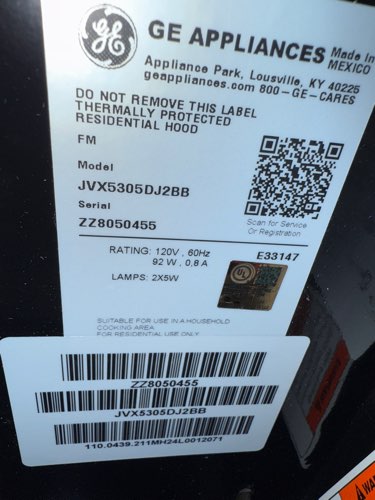 GE APPLIANCES
Made in
MEXICO
Appliance Park, Lousville, KY 40225
geappliances.com 800-GE-CARES
DO NOT REMOVE THIS LABEL
THERMALLY PROTECTED
RESIDENTIAL HOOD
FM
Model
JVX5305DJ2BB
Serial
ZZ8050455
Scan for Service
Or Registration
RATING: 120V, 60Hz
92 W, 0.8 A
E33147
LAMPS: 2X5W
UL
SUITABLE FOR USE IN A HOUSEHOLD
COOKING AREA
FOR RESIDENTIAL USE ONLY
ZZ8050455
JVX5305DJ2BB
110.0439.211MH24L0012071